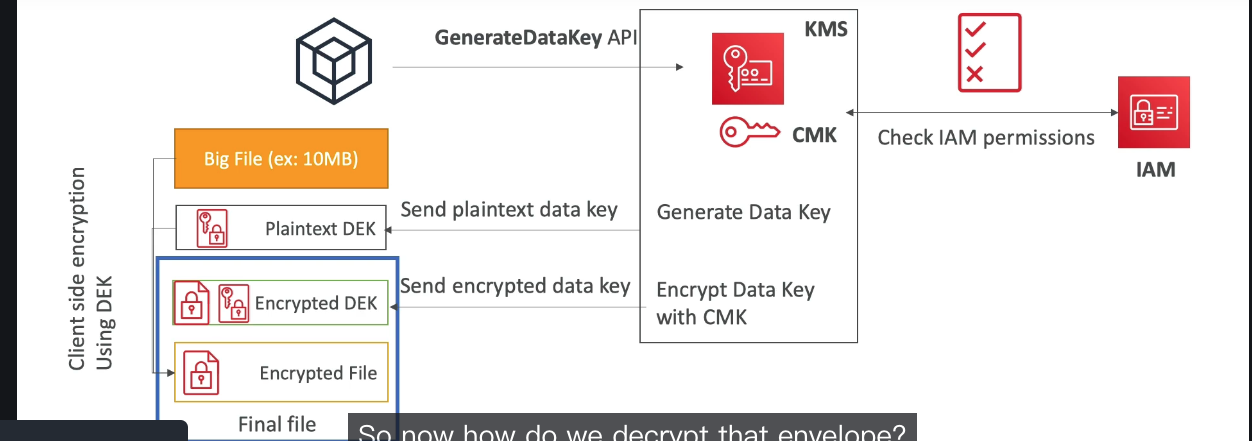 GenerateDataKey API
KMS
CMK
Check IAM permissions
IAM
Big File (ex: 10MB)
Client side encryption
Using DEK
Plaintext DEK
Send plaintext data key
Generate Data Key
Encrypted DEK
Send encrypted data key
Encrypt Data Key
with CMK
Encrypted File
Final file
So now how do we decrypt that envelope?